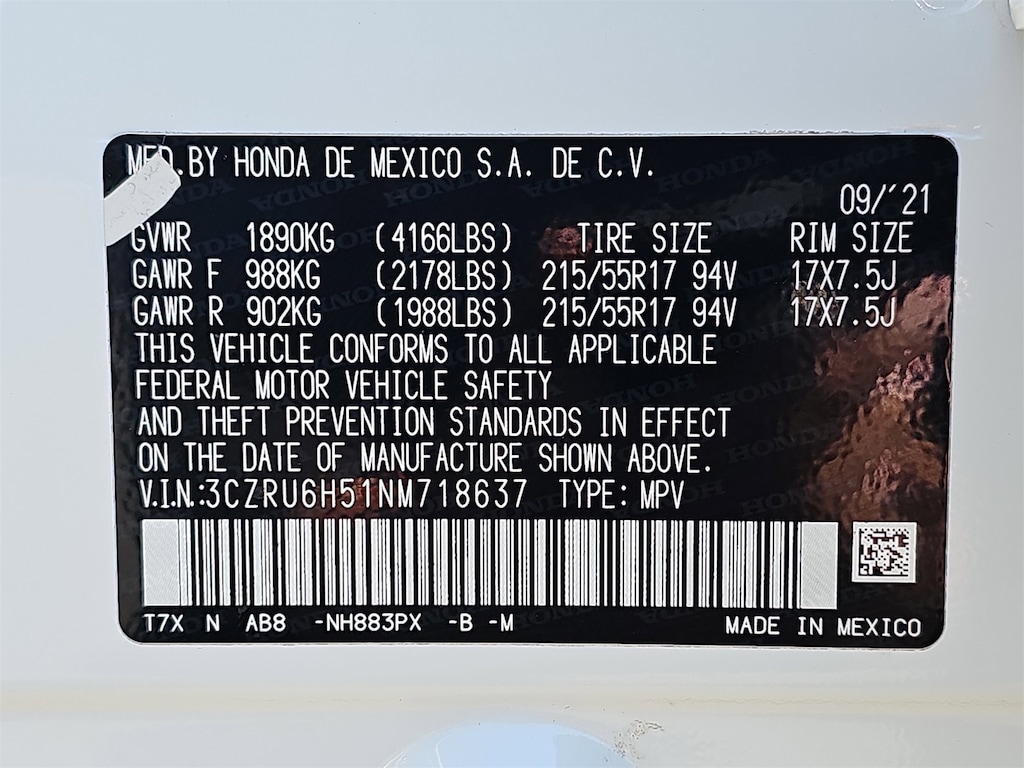 MFD.BY HONDA DE MEXICO S.A. DE C.V.
09/'21
GVWR 1890KG (4166LBS) TIRE SIZE RIM SIZE
GAWR F 988KG (2178LBS) 215/55R17 94V 17X7.5J
GAWR R 902KG (1988LBS) 215/55R17 94V 17X7.5J
THIS VEHICLE CONFORMS TO ALL APPLICABLE
FEDERAL MOTOR VEHICLE SAFETY
AND THEFT PREVENTION STANDARDS IN EFFECT
ON THE DATE OF MANUFACTURE SHOWN ABOVE.
V.I.N.:3CZRU6H51NM718637 TYPE: MPV
T7X N AB8 -NH883PX -B -M MADE IN MEXICO